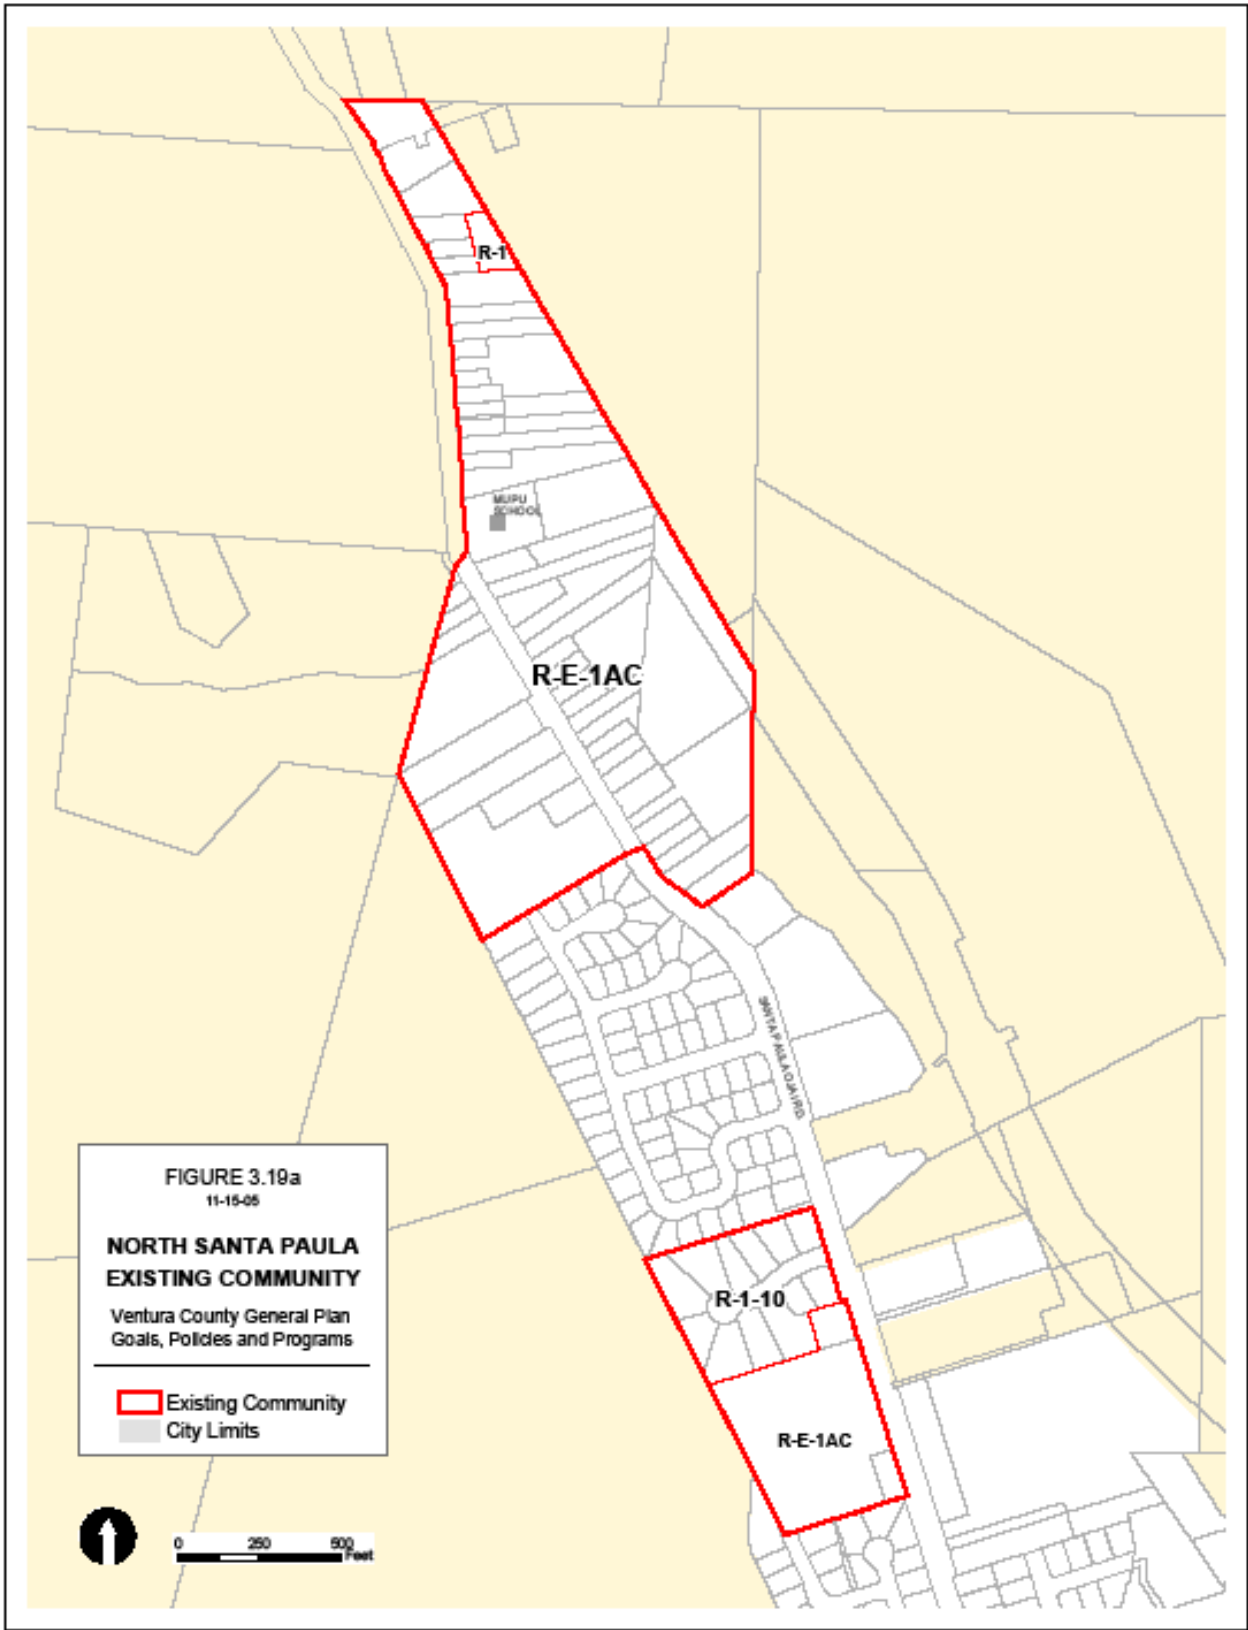 R-1
MUPU
SCHOOL
R-E-1AC
SANTA PAULA OJAI RD
R-1-10
R-E-1AC
FIGURE 3.19a
11-15-05
NORTH SANTA PAULA
EXISTING COMMUNITY
Ventura County General Plan
Goals, Policies and Programs
Existing Community
City Limits
0 250 500
Feet